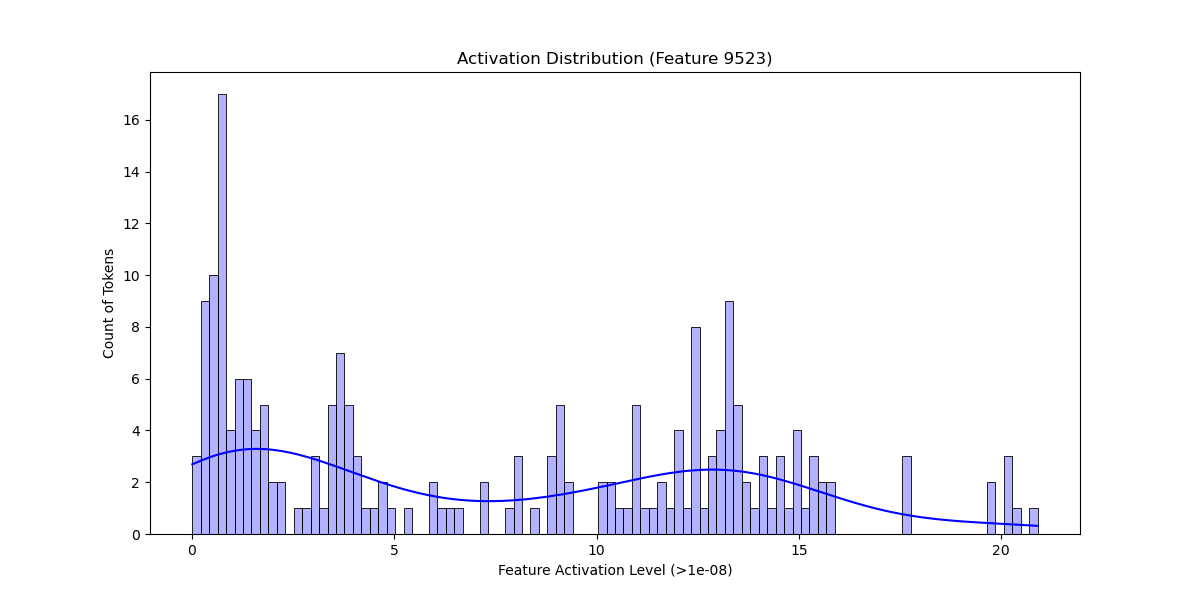 Activation Distribution (Feature 9523)
16
14
12
10
8
6
4
2
0
Count of Tokens
0 5 10 15 20
Feature Activation Level (>1e-08)